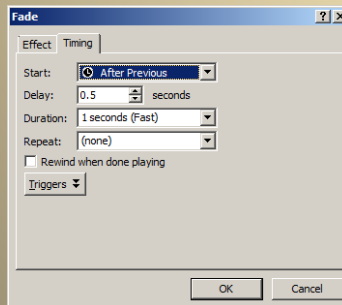 Fade
Effect Timing
Start: After Previous
Delay: 0.5 seconds
Duration: 1 seconds (Fast)
Repeat: (none)
Rewind when done playing
Triggers
OK Cancel